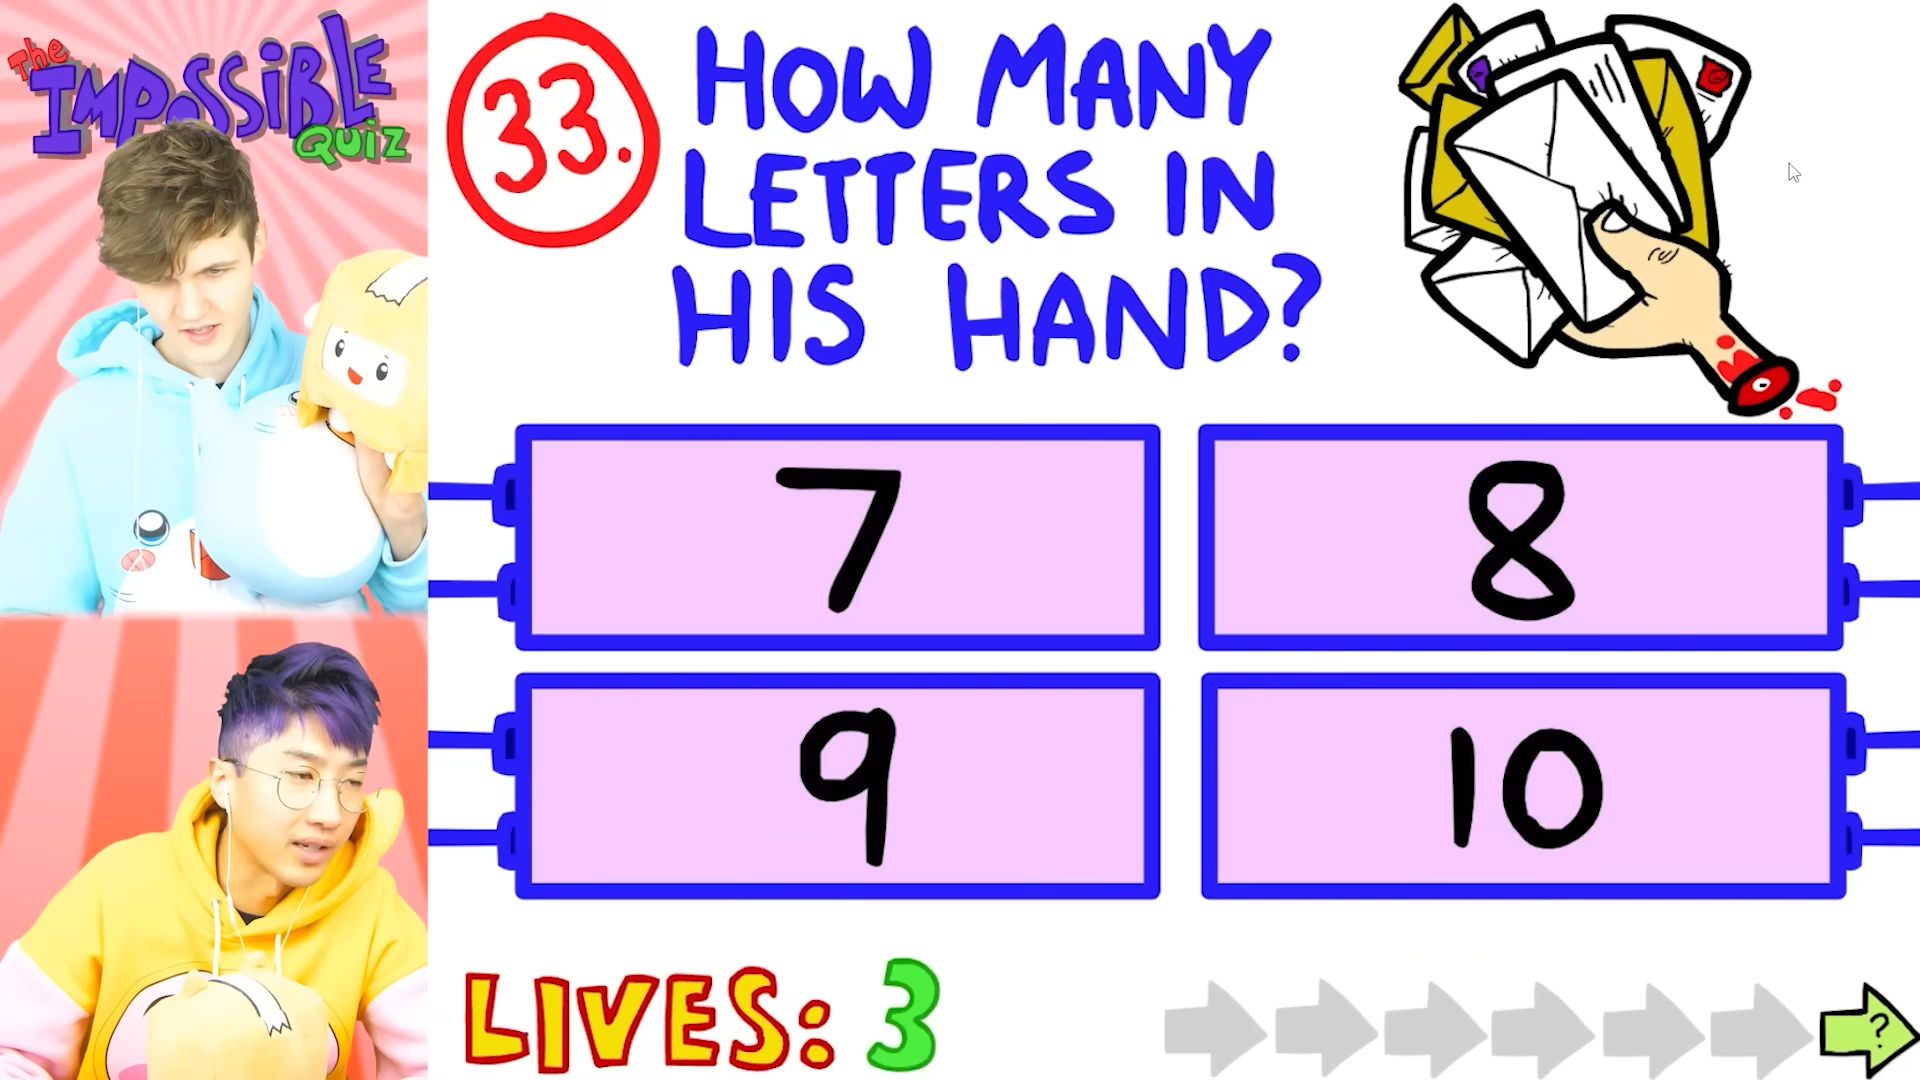 The
IMPOSSIBLE
QUIZ
33.
HOW MANY
LETTERS IN
HIS HAND?
7
8
9
10
LIVES: 3
?